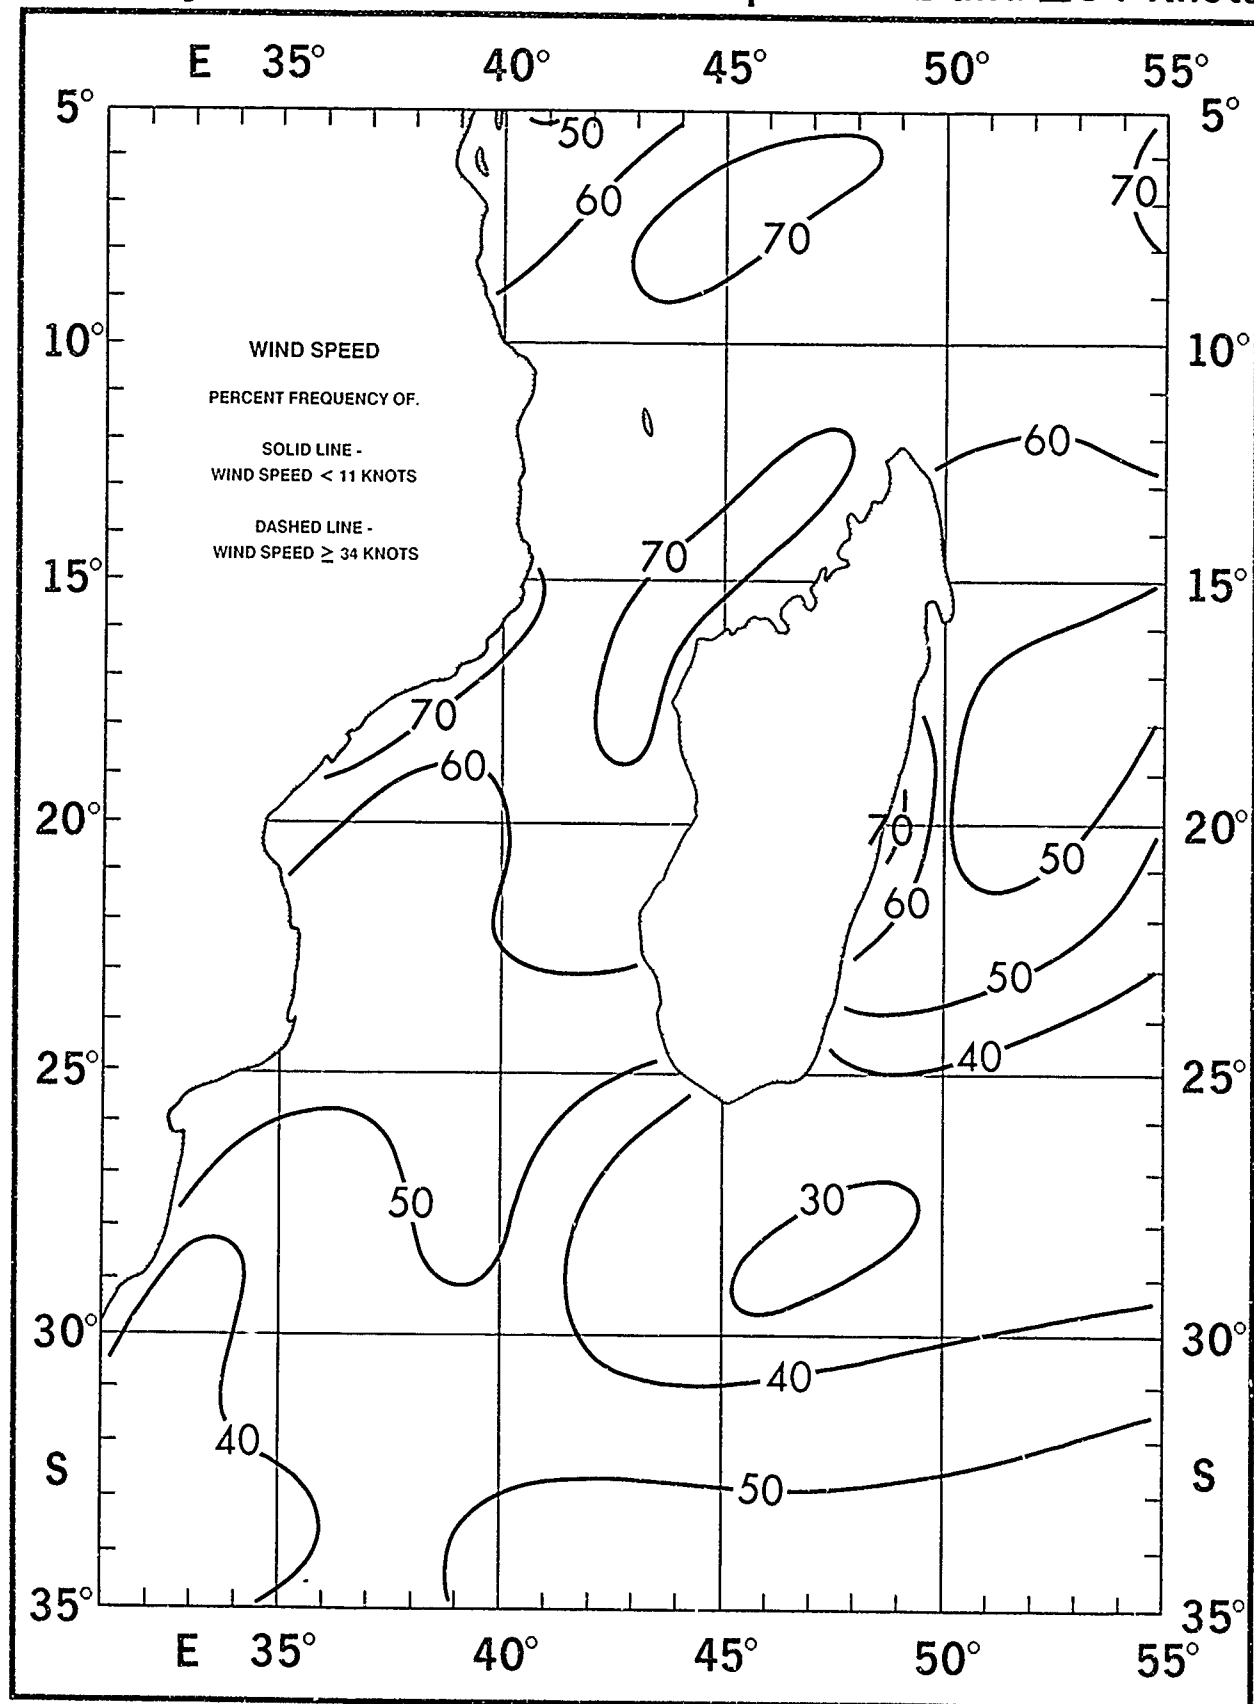 E 35° 40° 45° 50° 55°
5° 50 5°
60 70 70
10° 10°
WIND SPEED
PERCENT FREQUENCY OF.
SOLID LINE -
WIND SPEED < 11 KNOTS
DASHED LINE -
WIND SPEED ≥ 34 KNOTS
60
70
15° 15°
70
60
20° 70 20°
50
60
50
40
25° 25°
50 30
30° 30°
40
40
S 50 S
35° 35°
E 35° 40° 45° 50° 55°